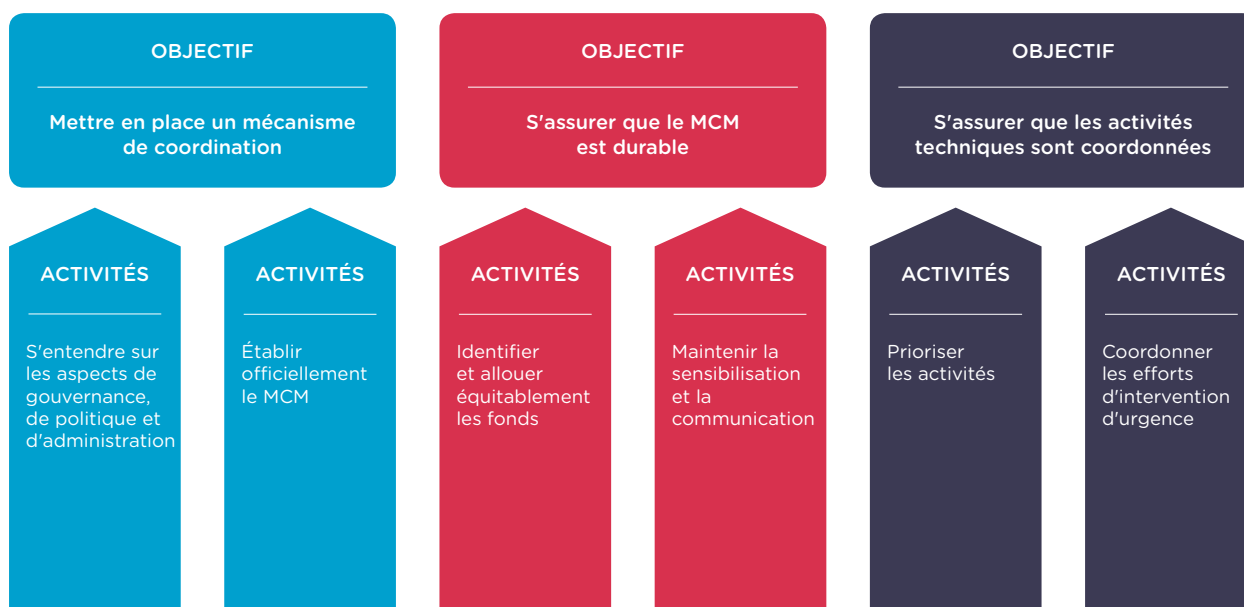 OBJECTIF
Mettre en place un mécanisme
de coordination
OBJECTIF
S'assurer que le MCM
est durable
OBJECTIF
S'assurer que les activités
techniques sont coordonnées
ACTIVITÉS
S'entendre sur
les aspects de
gouvernance,
de politique et
d'administration
ACTIVITÉS
Établir
officiellement
le MCM
ACTIVITÉS
Identifier
et allouer
équitablement
les fonds
ACTIVITÉS
Maintenir la
sensibilisation
et la
communication
ACTIVITÉS
Prioriser
les activités
ACTIVITÉS
Coordonner
les efforts
d'intervention
d'urgence